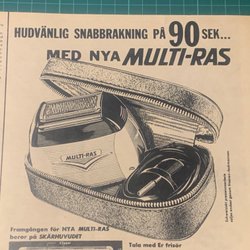 HUDVÄNLIG SNABBRAKNING PÅ 90 SEK...
MED NYA MULTI-RAS
MULTI-RAS
Framgången för NYA MULTI-RAS
beror på SKÄRHUVUDET
Tala med Er frisör